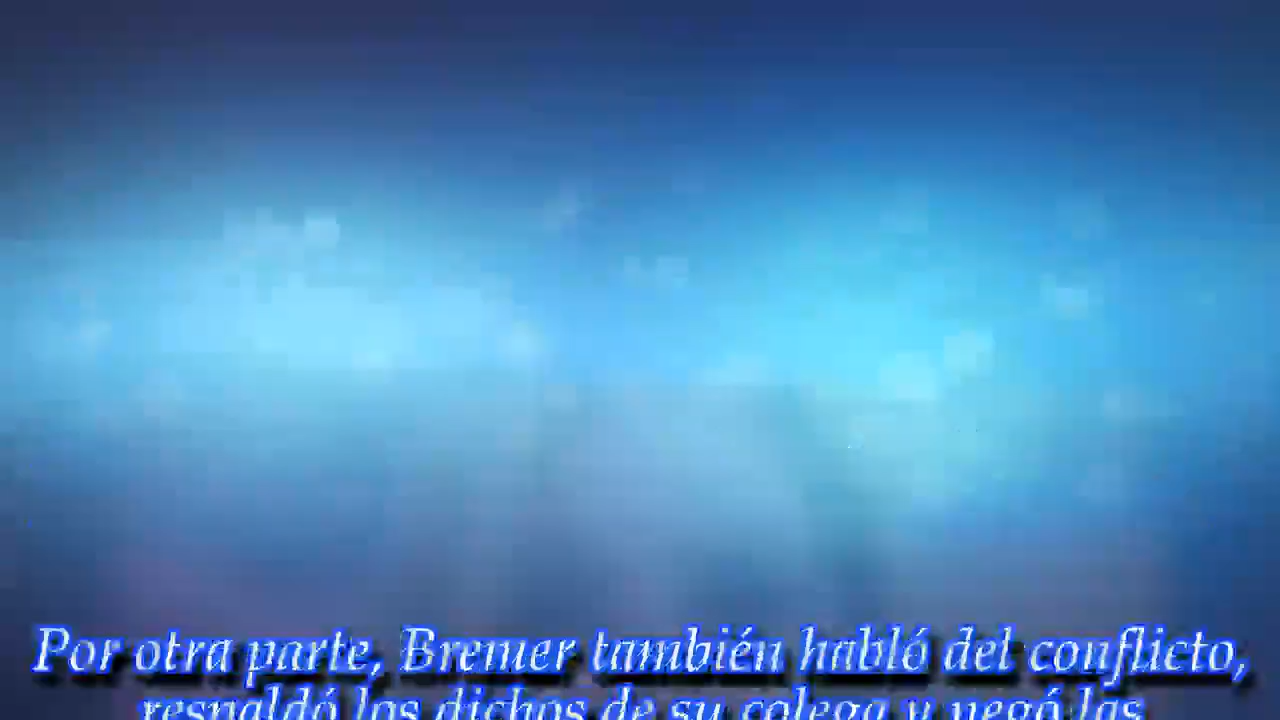 Por otra parte, Bremer también habló del conflicto,
respaldó los dichos de su colega y negó las